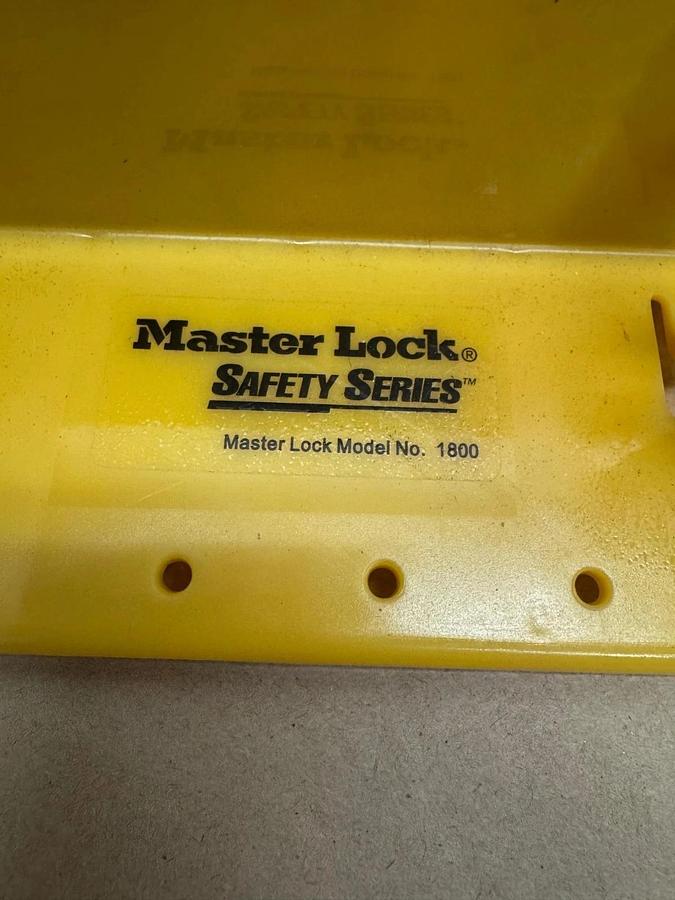 Master Lock®
SAFETY SERIES™
Master Lock Model No. 1800